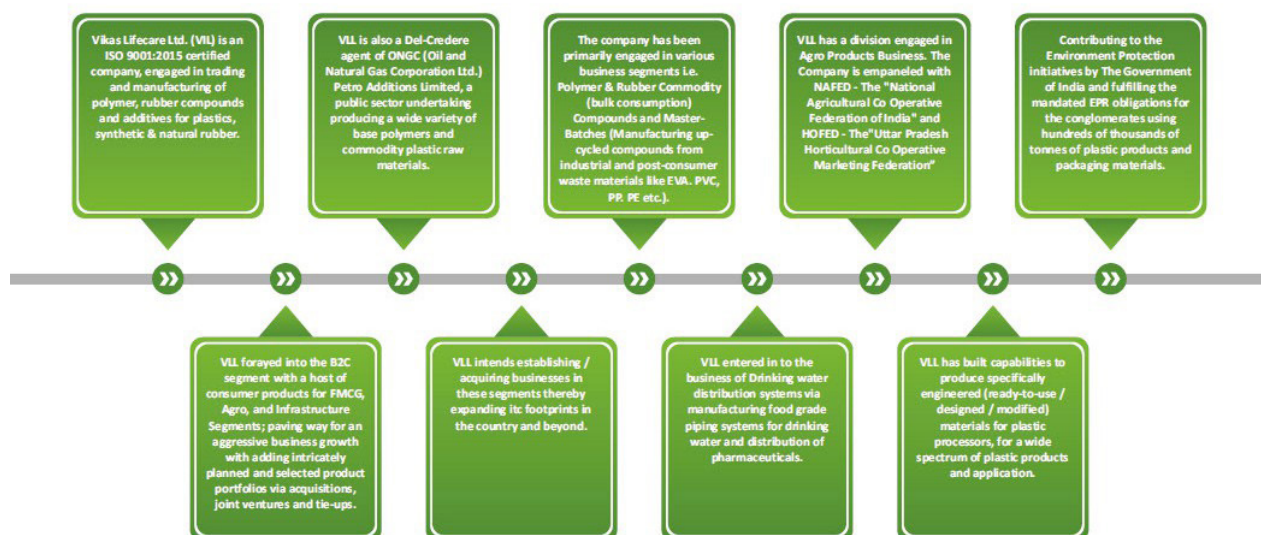 Vikas Lifecare Ltd. (VIL) is an
ISO 9001:2015 certified
company, engaged in trading
and manufacturing of
polymer, rubber compounds
and additives for plastics,
synthetic & natural rubber.
VLL forayed into the B2C
segment with a host of
consumer products for FMCG,
Agro, and Infrastructure
Segments; paving way for an
aggressive business growth
with adding intricately
planned and selected product
portfolios via acquisitions,
joint ventures and tie-ups.
VLL is also a Del-Credere
agent of ONGC (Oil and
Natural Gas Corporation Ltd.)
Petro Additions Limited, a
public sector undertaking
producing a wide variety of
base polymers and
commodity plastic raw
materials.
VLL intends establishing /
acquiring businesses in
these segments thereby
expanding itc footprints in
the country and beyond.
The company has been
primarily engaged in various
business segments i.e.
Polymer & Rubber Commodity
(bulk consumption)
Compounds and Master-
Batches (Manufacturing up-
cycled compounds from
industrial and post-consumer
waste materials like EVA. PVC,
PP. PE etc.).
VLL entered in to the
business of Drinking water
distribution systems via
manufacturing food grade
piping systems for drinking
water and distribution of
pharmaceuticals.
VLL has a division engaged in
Agro Products Business. The
Company is empaneled with
NAFED - The "National
Agricultural Co Operative
Federation of India" and
HOFED - The"Uttar Pradesh
Horticultural Co Operative
Marketing Federation”
VLL has built capabilities to
produce specifically
engineered (ready-to-use /
designed / modified)
materials for plastic
processors, for a wide
spectrum of plastic products
and application.
Contributing to the
Environment Protection
initiatives by The Government
of India and fulfilling the
mandated EPR obligations for
the conglomerates using
hundreds of thousands of
tonnes of plastic products and
packaging materials.